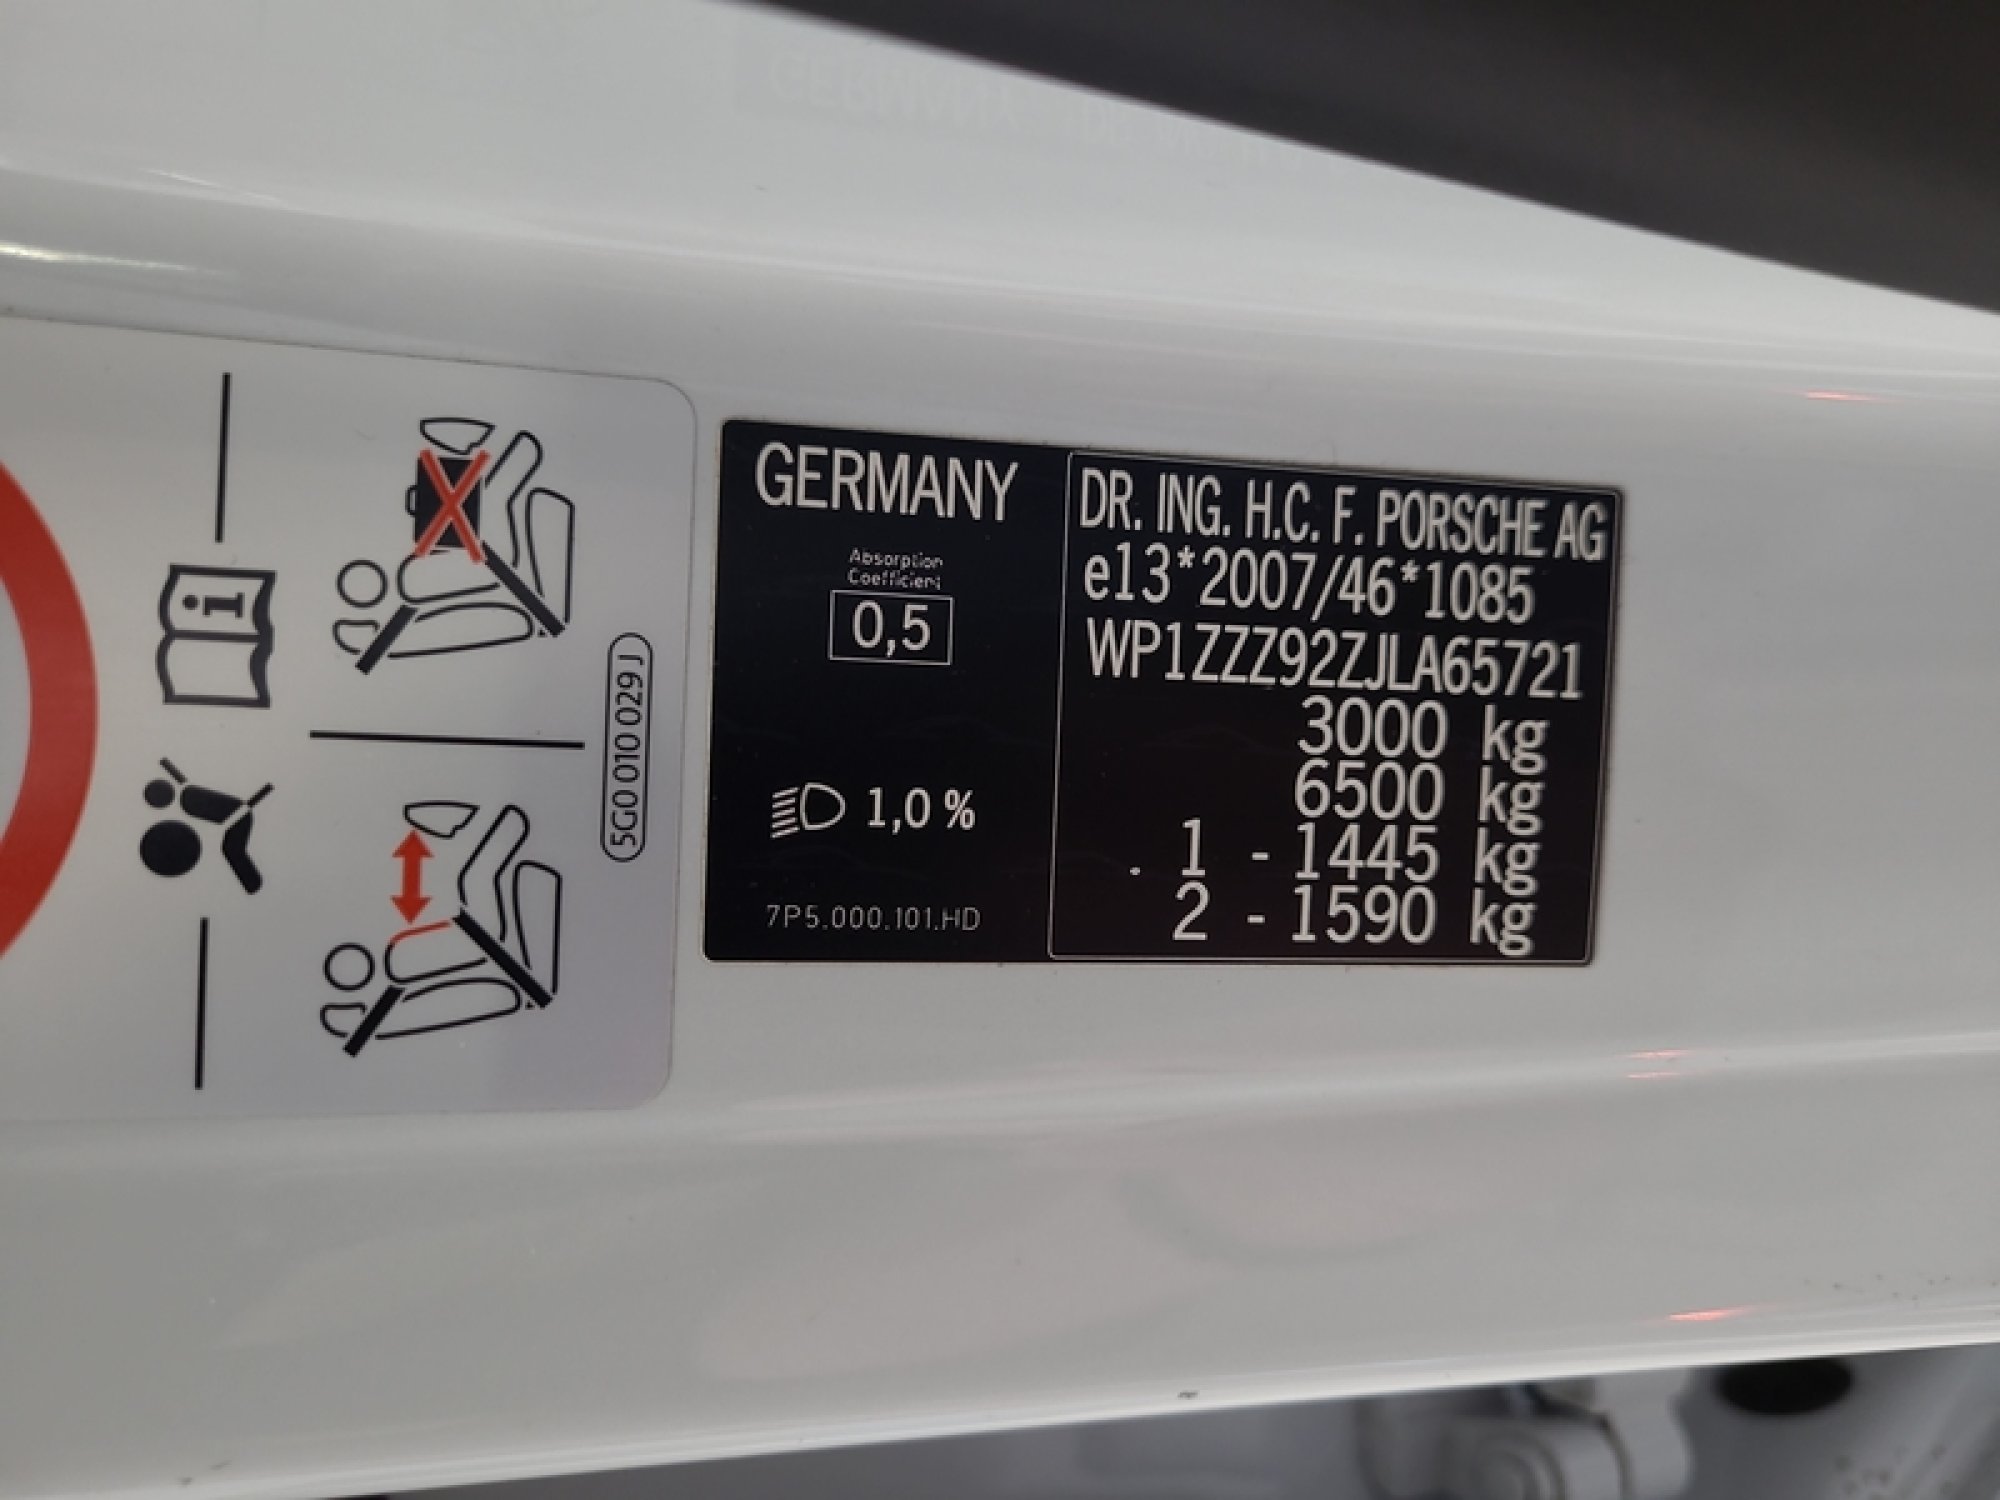 GERMANY
Absorption
Coefficient
0,5
1,0 %
7P5.000.101.HD
DR. ING. H.C. F. PORSCHE AG
e13*2007/46*1085
WP1ZZZ92ZJLA65721
3000 kg
6500 kg
. 1 - 1445 kg
2 - 1590 kg
5G0 010 029 J
i